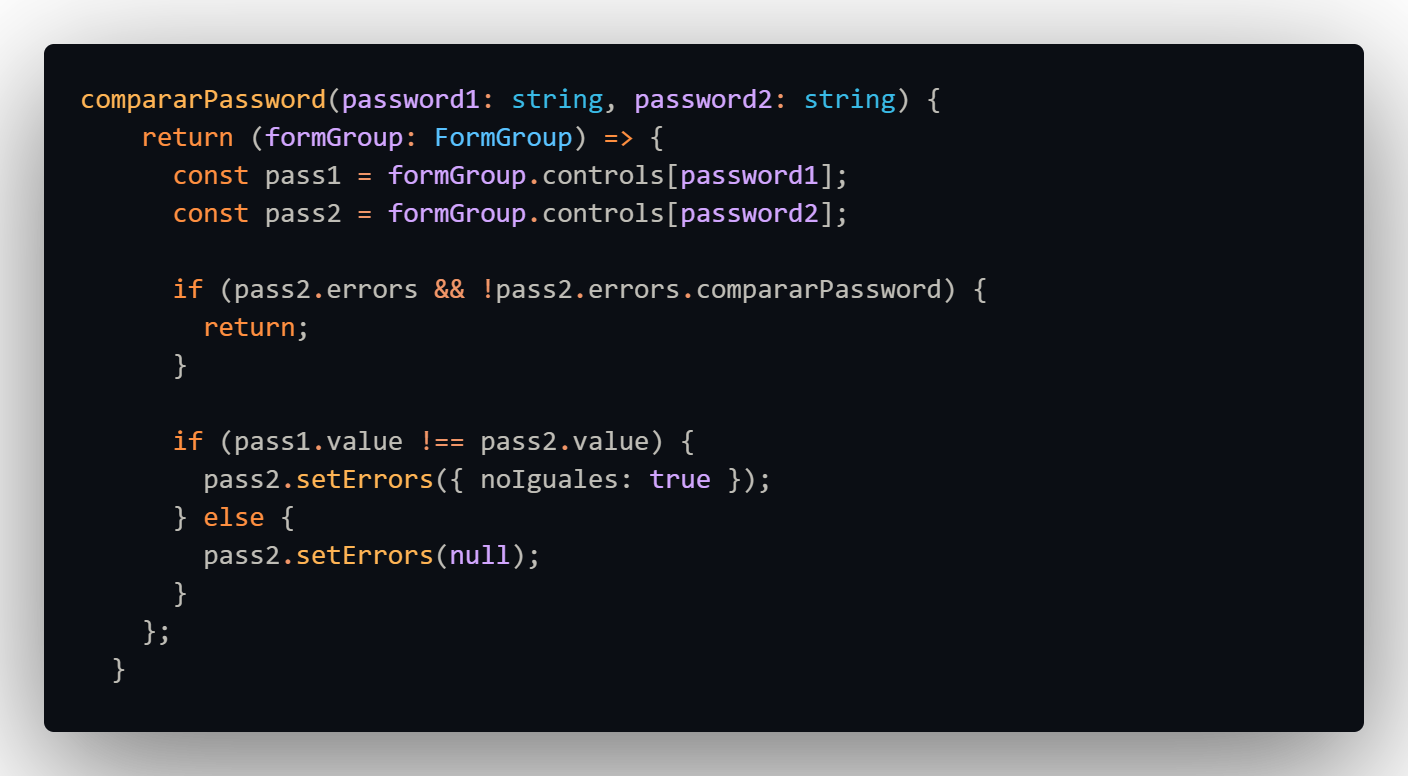 compararPassword(password1: string, password2: string) {
    return (formGroup: FormGroup) => {
      const pass1 = formGroup.controls[password1];
      const pass2 = formGroup.controls[password2];

      if (pass2.errors && !pass2.errors.compararPassword) {
        return;
      }

      if (pass1.value !== pass2.value) {
        pass2.setErrors({ noIguales: true });
      } else {
        pass2.setErrors(null);
      }
    };
  }